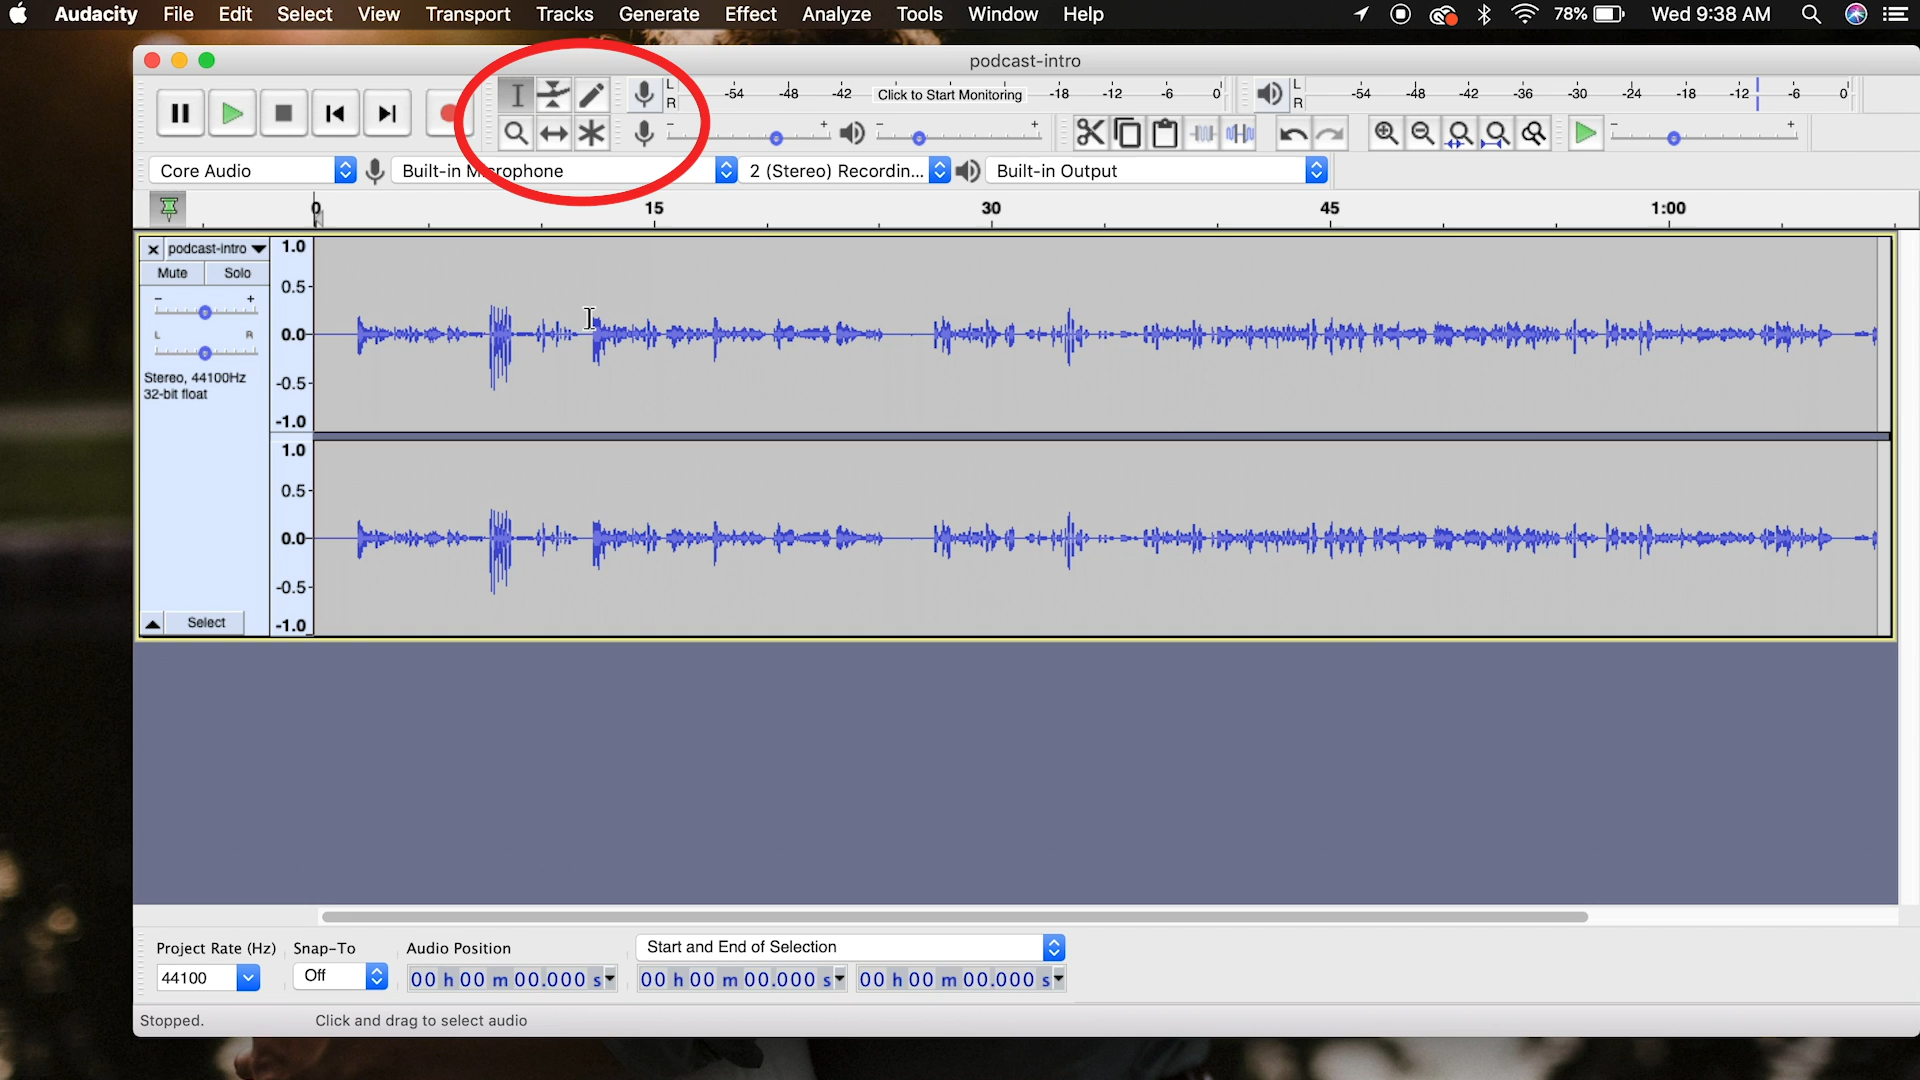 Audacity File Edit Select View Transport Tracks Generate Effect Analyze Tools Window Help 78% Wed 9:38 AM
podcast-intro
L -54 -48 -42 Click to Start Monitoring -18 -12 -6 0 L -54 -48 -42 -36 -30 -24 -18 -12 -6 0
R R
- + - + - +
Core Audio Built-in Microphone 2 (Stereo) Recordin... Built-in Output
0 15 30 45 1:00
podcast-intro 1.0
Mute Solo
- + 0.5
L R 0.0
Stereo, 44100Hz -0.5
32-bit float
-1.0
1.0
0.5
0.0
-0.5
Select -1.0
Project Rate (Hz) Snap-To Audio Position Start and End of Selection
44100 Off 00 h 00 m 00.000 s 00 h 00 m 00.000 s 00 h 00 m 00.000 s
Stopped. Click and drag to select audio